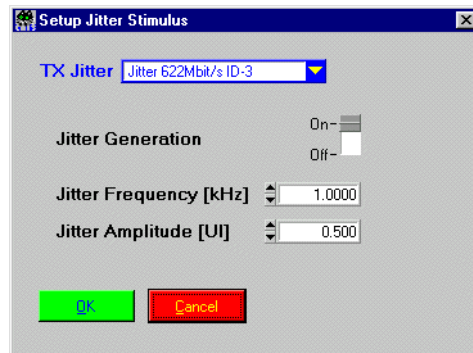 Setup Jitter Stimulus
TX Jitter Jitter 622Mbit/s ID-3
On-
Jitter Generation
Off-
Jitter Frequency [kHz] 1.0000
Jitter Amplitude [UI] 0.500
OK Cancel